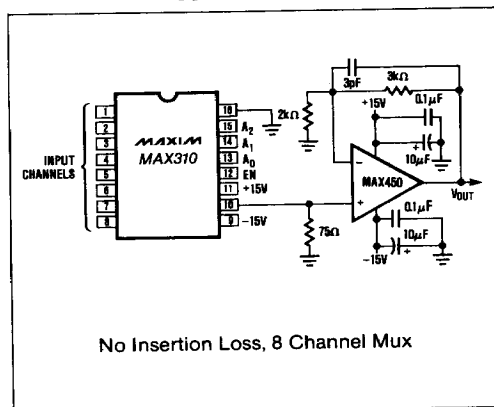 3pF
3kΩ
2kΩ
+15V
0.1µF
10µF
MAX450
VOUT
0.1µF
10µF
-15V
75Ω
INPUT
CHANNELS
1
2
3
4
5
6
7
8
MAXIM
MAX310
16
15 A2
14 A1
13 A0
12 EN
11 +15V
10
9 -15V
No Insertion Loss, 8 Channel Mux